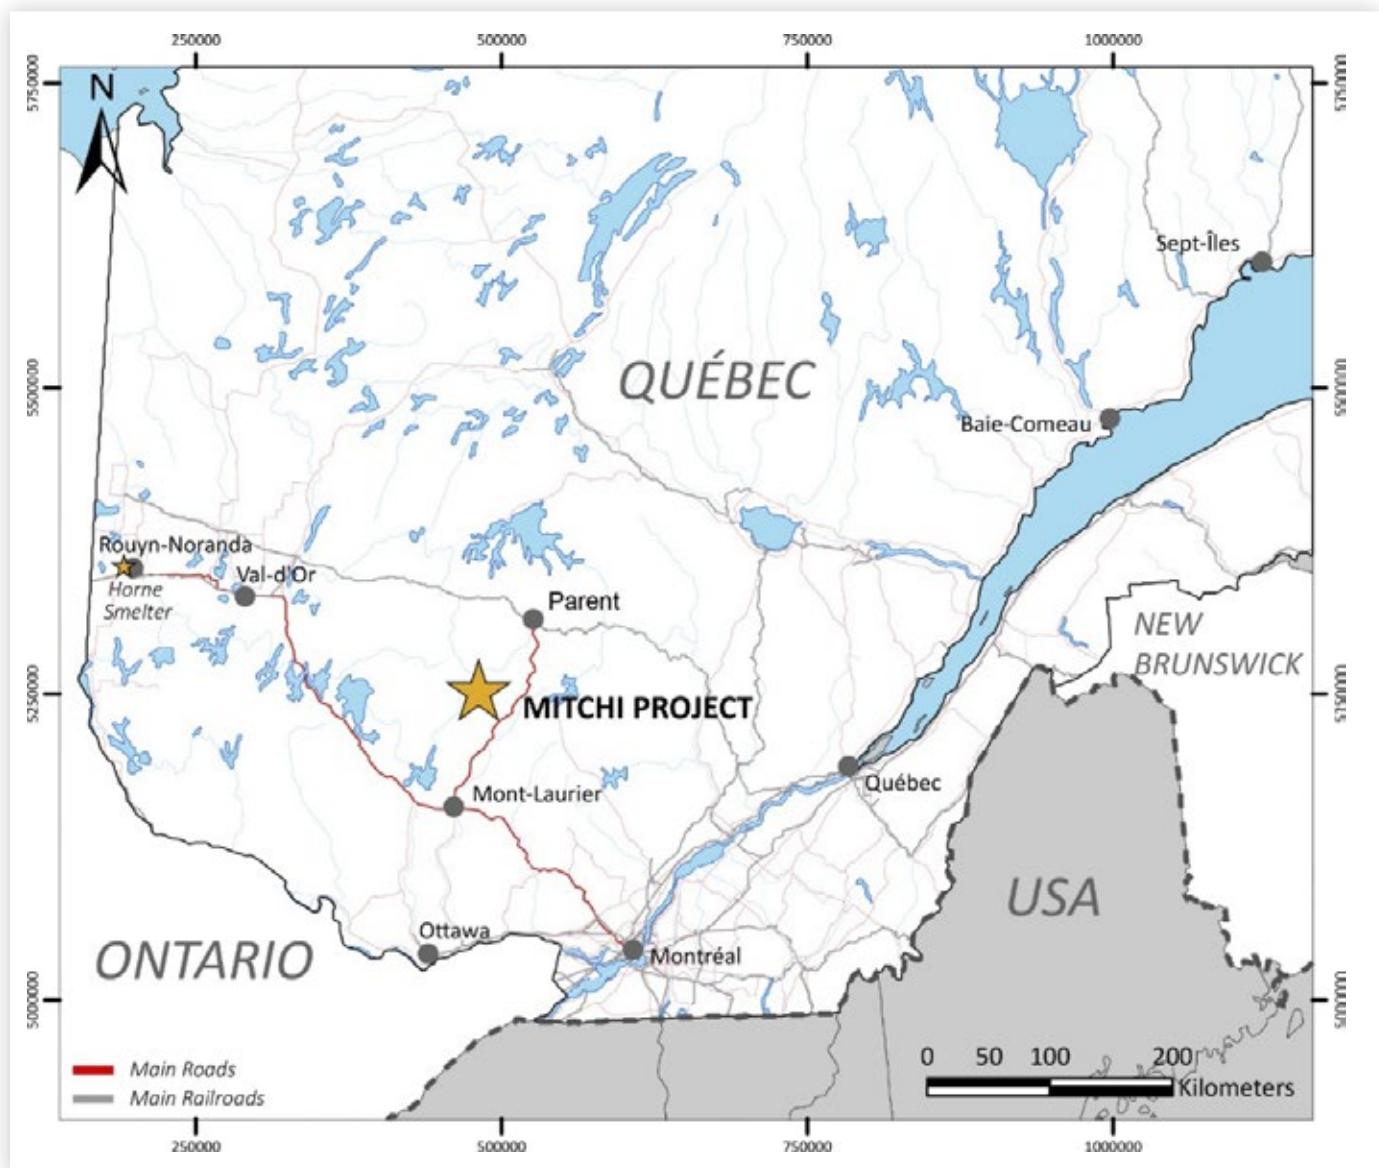 250000
500000
750000
1000000
5750000
5750000
N
Sept-Îles
QUÉBEC
5500000
5500000
Baie-Comeau
Rouyn-Noranda
Horne
Smelter
Val-d'Or
Parent
NEW
BRUNSWICK
5250000
5250000
MITCHI PROJECT
Québec
Mont-Laurier
USA
Ottawa
ONTARIO
Montréal
5000000
5000000
0 50 100 200
Kilometers
Main Roads
Main Railroads
250000
500000
750000
1000000